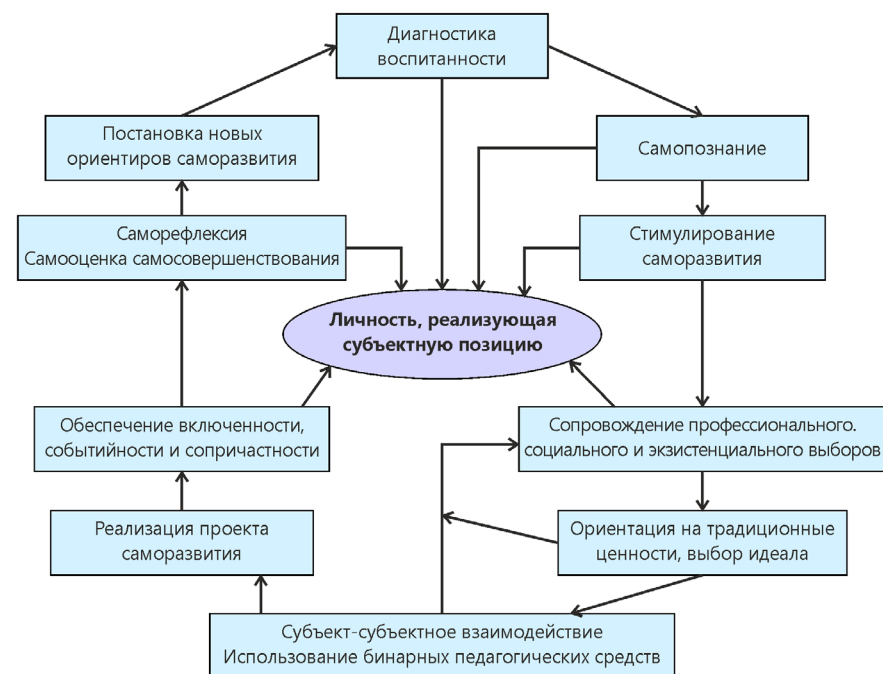 Диагностика
воспитанности
Постановка новых
ориентиров саморазвития
Самопознание
Саморефлексия
Самооценка самосовершенствования
Стимулирование
саморазвития
Личность, реализующая
субъектную позицию
Обеспечение включенности,
событийности и сопричастности
Сопровождение профессионального.
социального и экзистенциального выборов
Реализация проекта
саморазвития
Ориентация на традиционные
ценности, выбор идеала
Субъект-субъектное взаимодействие
Использование бинарных педагогических средств